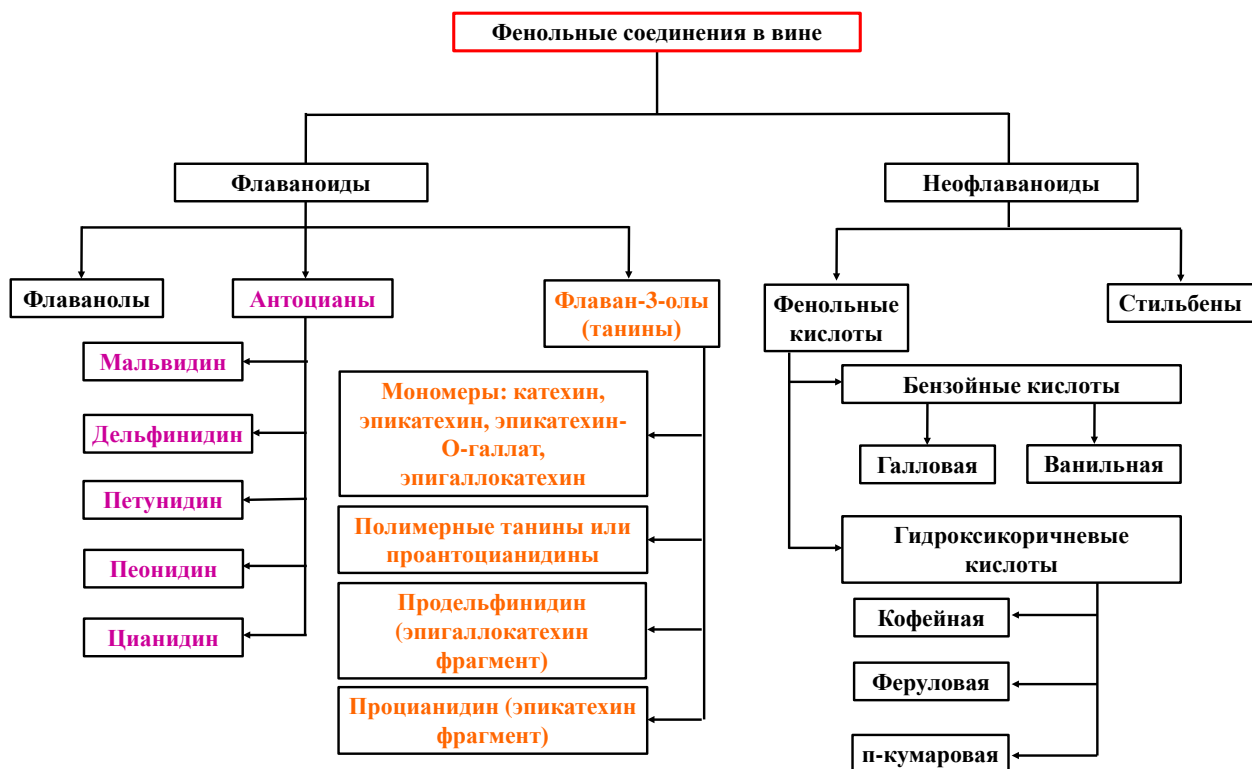 Фенольные соединения в вине
Флаваноиды
Неофлаваноиды
Флаванолы
Антоцианы
Флаван-3-олы
(танины)
Фенольные
кислоты
Стильбены
Мальвидин
Дельфинидин
Петунидин
Пеонидин
Цианидин
Мономеры: катехин,
эпикатехин, эпикатехин-
О-галлат,
эпигаллокатехин
Полимерные танины или
проантоцианидины
Продельфинидин
(эпигаллокатехин
фрагмент)
Процианидин (эпикатехин
фрагмент)
Бензойные кислоты
Галловая
Ванильная
Гидроксикоричневые
кислоты
Кофейная
Феруловая
п-кумаровая